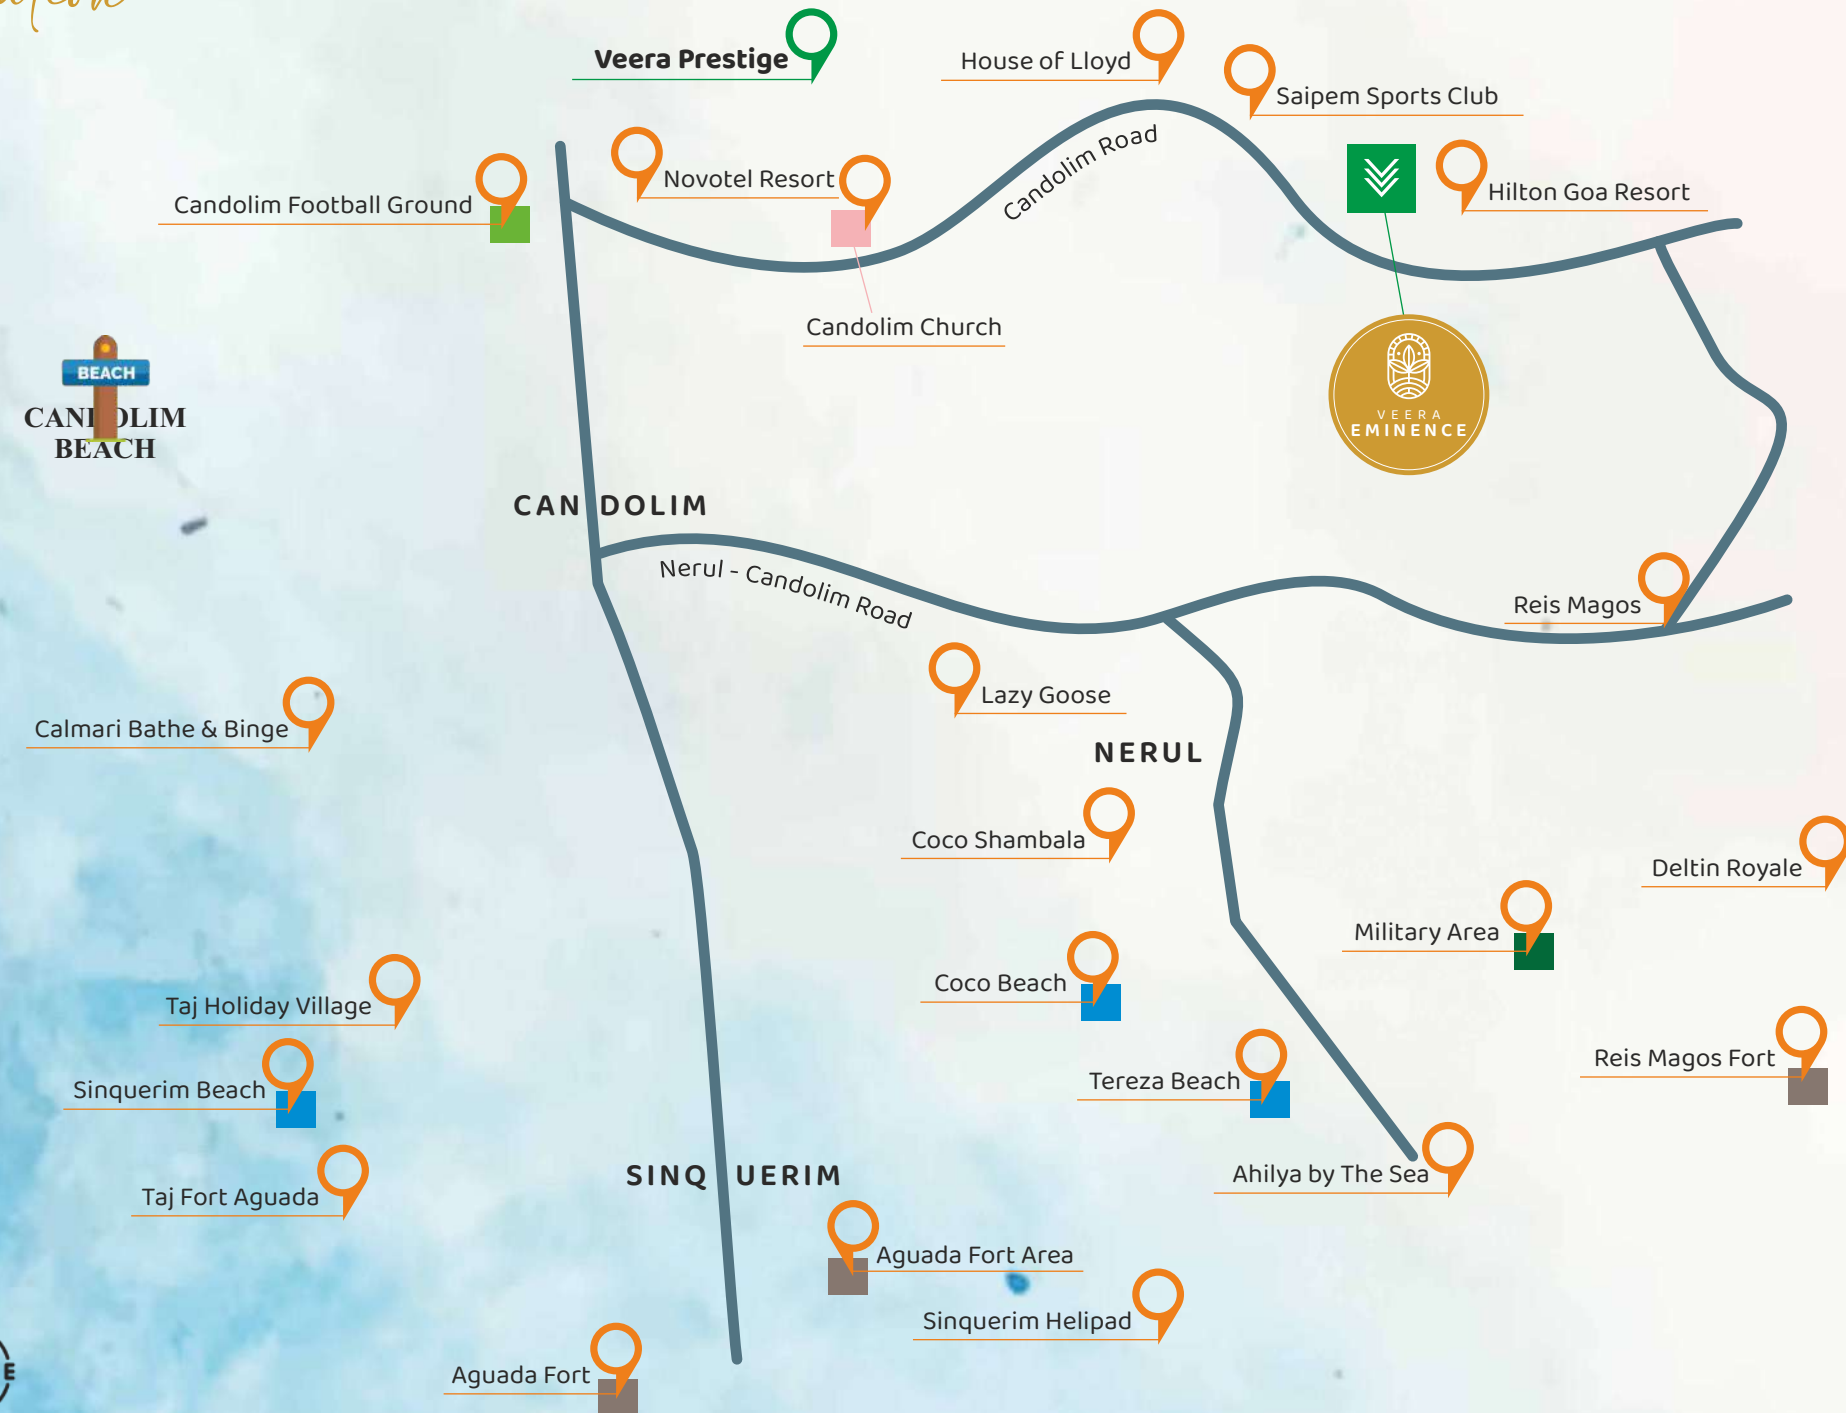 Veera Prestige
House of Lloyd
Saipem Sports Club
Novotel Resort
Hilton Goa Resort
Candolim Football Ground
Candolim Road
Candolim Church
BEACH
CANDOLIM
BEACH
VEERA
EMINENCE
CANDOLIM
Nerul - Candolim Road
Reis Magos
Lazy Goose
Calmari Bathe & Binge
NERUL
Coco Shambala
Deltin Royale
Military Area
Coco Beach
Taj Holiday Village
Reis Magos Fort
Tereza Beach
Sinquerim Beach
Ahilya by The Sea
SINQUERIM
Taj Fort Aguada
Aguada Fort Area
Sinquerim Helipad
Aguada Fort